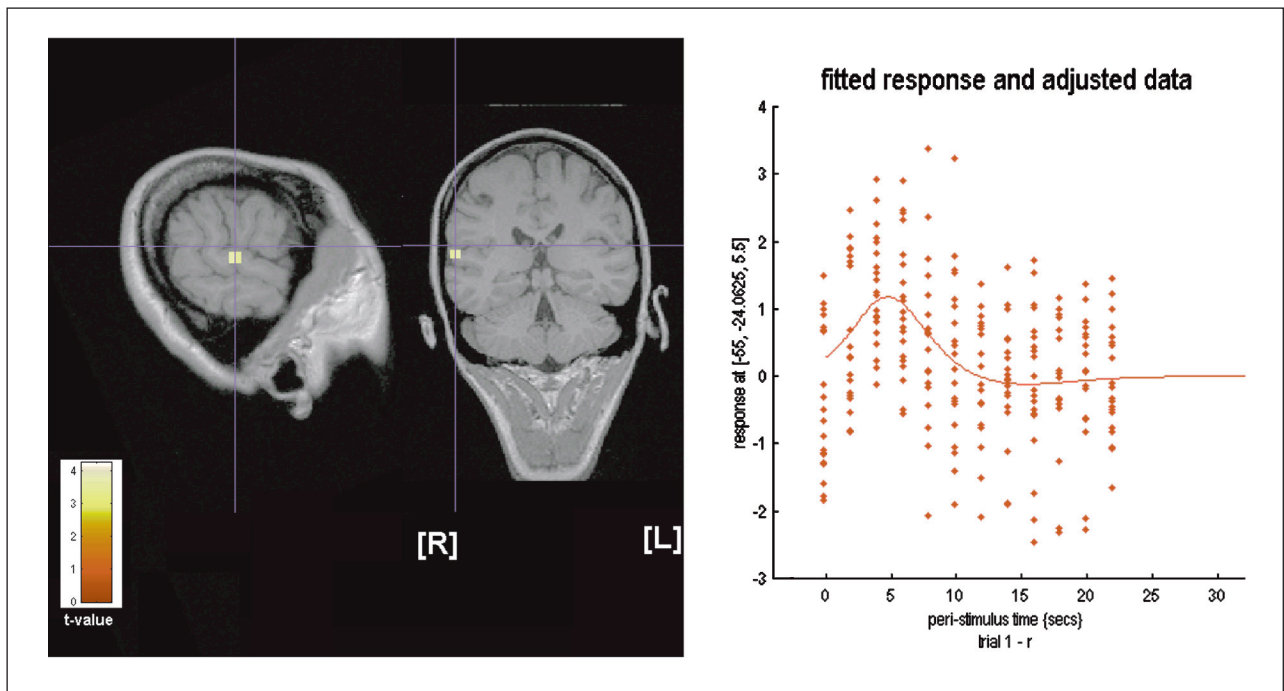 4
3
2
1
0
t-value
[R]
[L]
fitted response and adjusted data
response at [-55, -24.0625, 5.5]
4
3
2
1
0
-1
-2
-3
0 5 10 15 20 25 30
peri-stimulus time {secs}
trial 1 - r